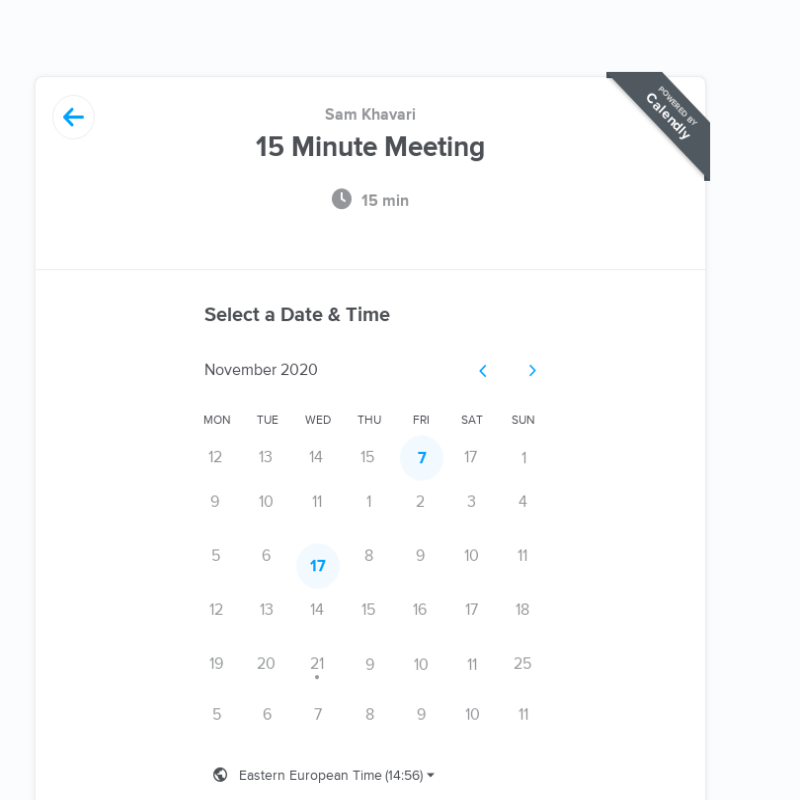 Sam Khavari
15 Minute Meeting
15 min
POWERED BY
Calendly
Select a Date & Time
November 2020
MON TUE WED THU FRI SAT SUN
12 13 14 15 7 17 1
9 10 11 1 2 3 4
5 6 17 8 9 10 11
12 13 14 15 16 17 18
19 20 21 9 10 11 25
5 6 7 8 9 10 11
Eastern European Time (14:56)